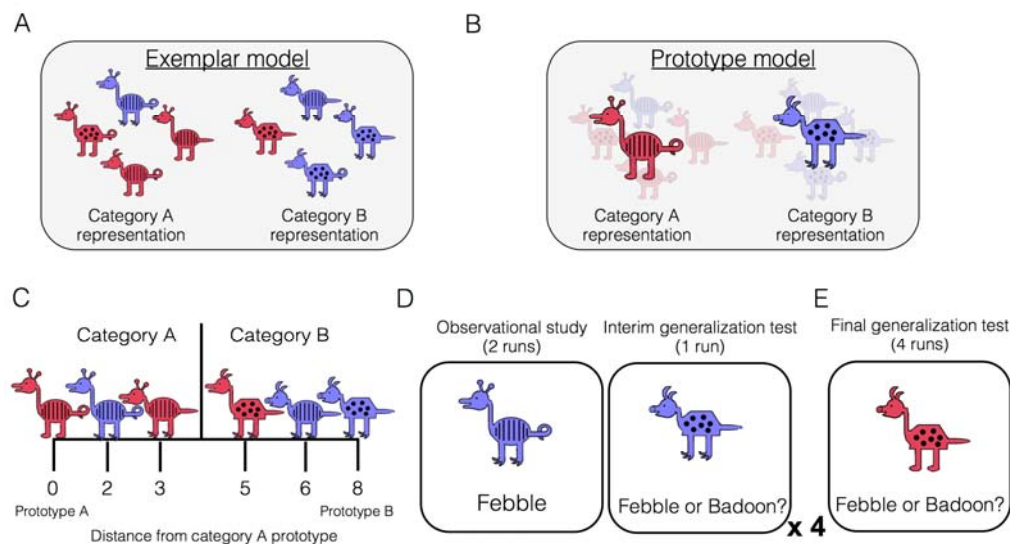 A
Exemplar model
Category A
representation
Category B
representation
B
Prototype model
Category A
representation
Category B
representation
C
Category A
Category B
0
2
3
5
6
8
Prototype A
Prototype B
Distance from category A prototype
D
Observational study
(2 runs)
Febble
Interim generalization test
(1 run)
Febble or Badoon?
x 4
E
Final generalization test
(4 runs)
Febble or Badoon?